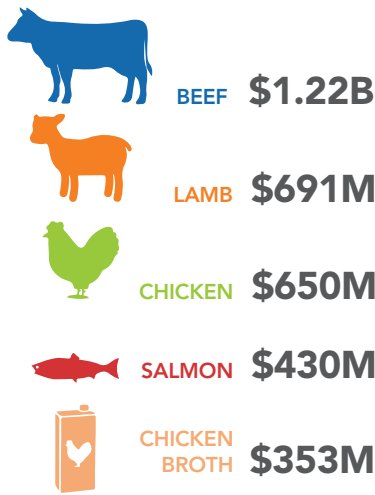 BEEF $1.22B
LAMB $691M
CHICKEN $650M
SALMON $430M
CHICKEN
BROTH $353M